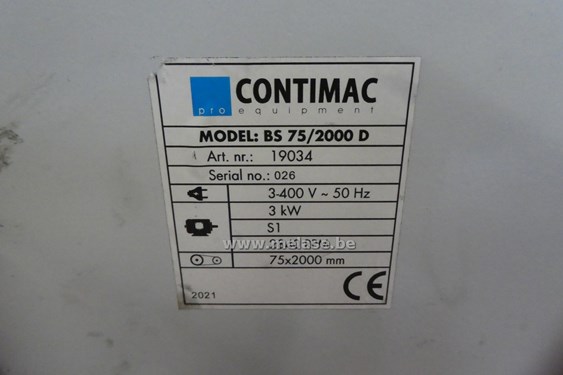 CONTIMAC
pro equipment
MODEL: BS 75/2000 D
Art. nr.: 19034
Serial no.: 026
3-400 V ~ 50 Hz
3 kW
S1
www.melase.be
75x2000 mm
2021
CE